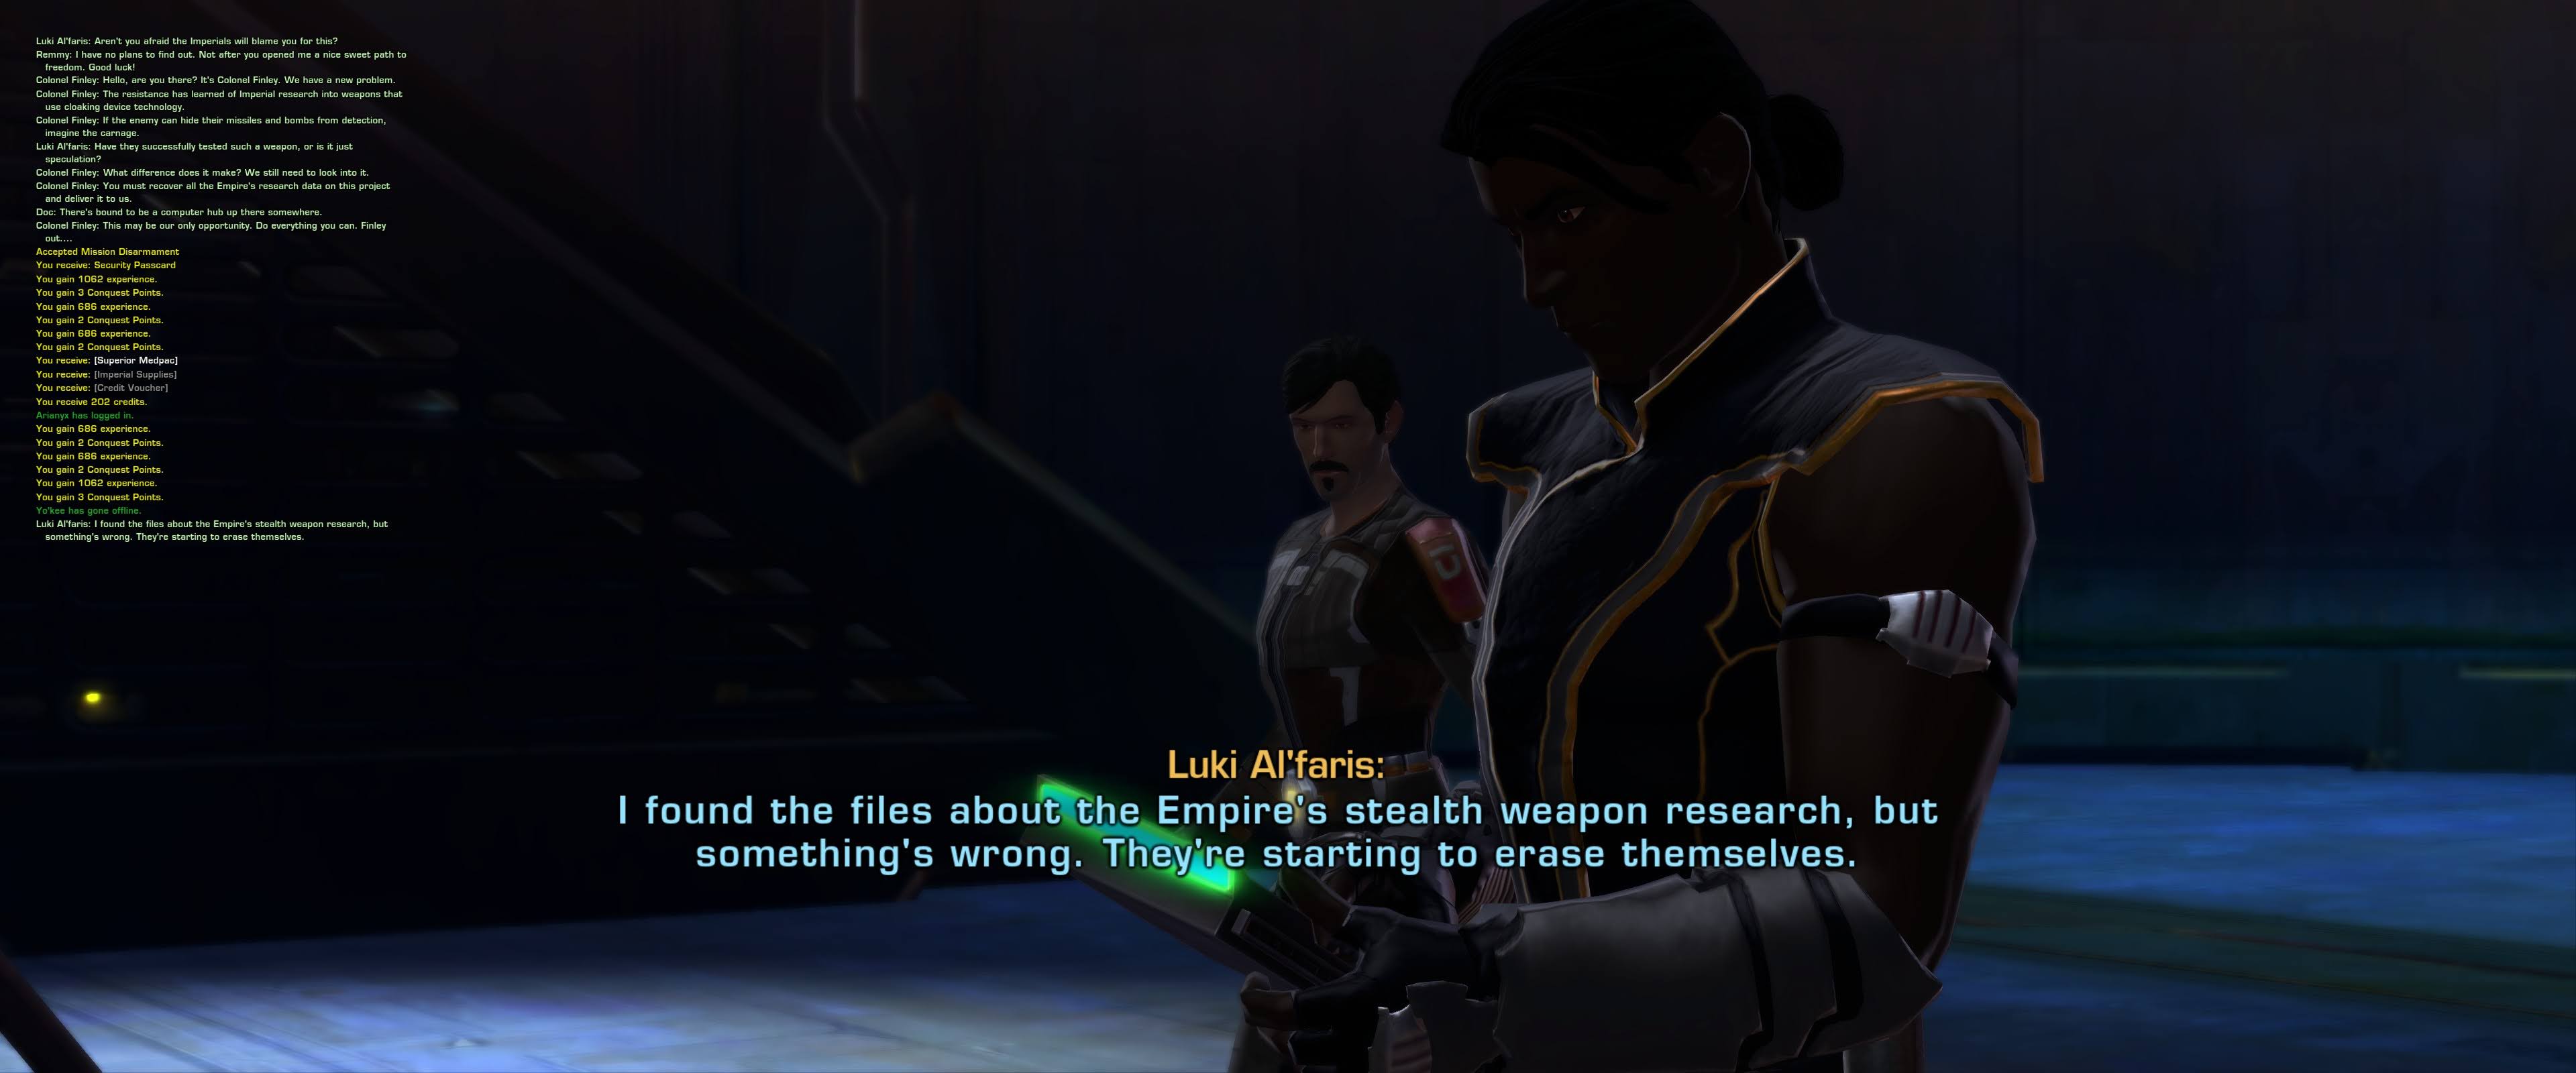 Luki Al'faris: Aren't you afraid the Imperials will blame you for this?
Remmy: I have no plans to find out. Not after you opened me a nice sweet path to
freedom. Good luck!
Colonel Finley: Hello, are you there? It's Colonel Finley. We have a new problem.
Colonel Finley: The resistance has learned of Imperial research into weapons that
use cloaking device technology.
Colonel Finley: If the enemy can hide their missiles and bombs from detection,
imagine the carnage.
Luki Al'faris: Have they successfully tested such a weapon, or is it just
speculation?
Colonel Finley: What difference does it make? We still need to look into it.
Colonel Finley: You must recover all the Empire's research data on this project
and deliver it to us.
Doc: There's bound to be a computer hub up there somewhere.
Colonel Finley: This may be our only opportunity. Do everything you can. Finley
out....
Accepted Mission Disarmament
You receive: Security Passcard
You gain 1062 experience.
You gain 3 Conquest Points.
You gain 686 experience.
You gain 2 Conquest Points.
You gain 686 experience.
You gain 2 Conquest Points.
You receive: [Superior Medpac]
You receive: [Imperial Supplies]
You receive: [Credit Voucher]
You receive 202 credits.
Arianyx has logged in.
You gain 686 experience.
You gain 2 Conquest Points.
You gain 686 experience.
You gain 2 Conquest Points.
You gain 1062 experience.
You gain 3 Conquest Points.
Yo'kee has gone offline.
Luki Al'faris: I found the files about the Empire's stealth weapon research, but
something's wrong. They're starting to erase themselves.
Luki Al'faris:
I found the files about the Empire's stealth weapon research, but
something's wrong. They're starting to erase themselves.